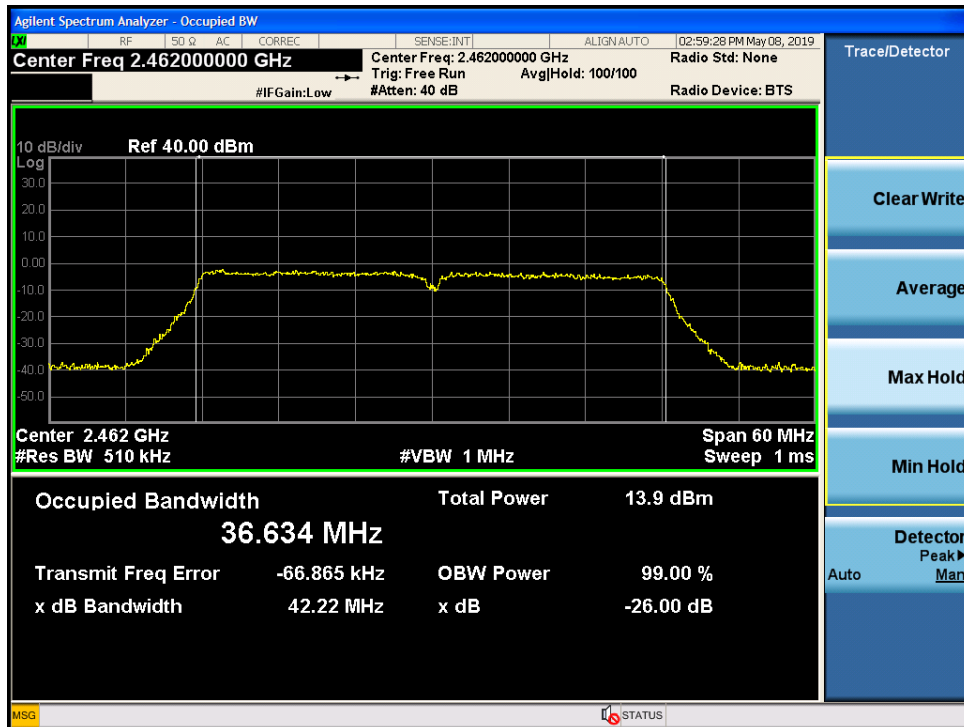 Agilent Spectrum Analyzer - Occupied BW
LXI RF 50 Ω AC CORREC SENSE:INT ALIGN AUTO 02:59:28 PM May 08, 2019
Center Freq 2.462000000 GHz
Center Freq: 2.462000000 GHz
Radio Std: None
Trig: Free Run Avg|Hold: 100/100
#IFGain:Low
#Atten: 40 dB
Radio Device: BTS
10 dB/div Ref 40.00 dBm
Log
30.0
20.0
10.0
0.00
-10.0
-20.0
-30.0
-40.0
-50.0
Center 2.462 GHz Span 60 MHz
#Res BW 510 kHz #VBW 1 MHz Sweep 1 ms
Occupied Bandwidth Total Power 13.9 dBm
36.634 MHz
Transmit Freq Error -66.865 kHz OBW Power 99.00 %
x dB Bandwidth 42.22 MHz x dB -26.00 dB
Trace/Detector
Clear Write
Average
Max Hold
Min Hold
Detector
Peak
Auto Man
MSG STATUS